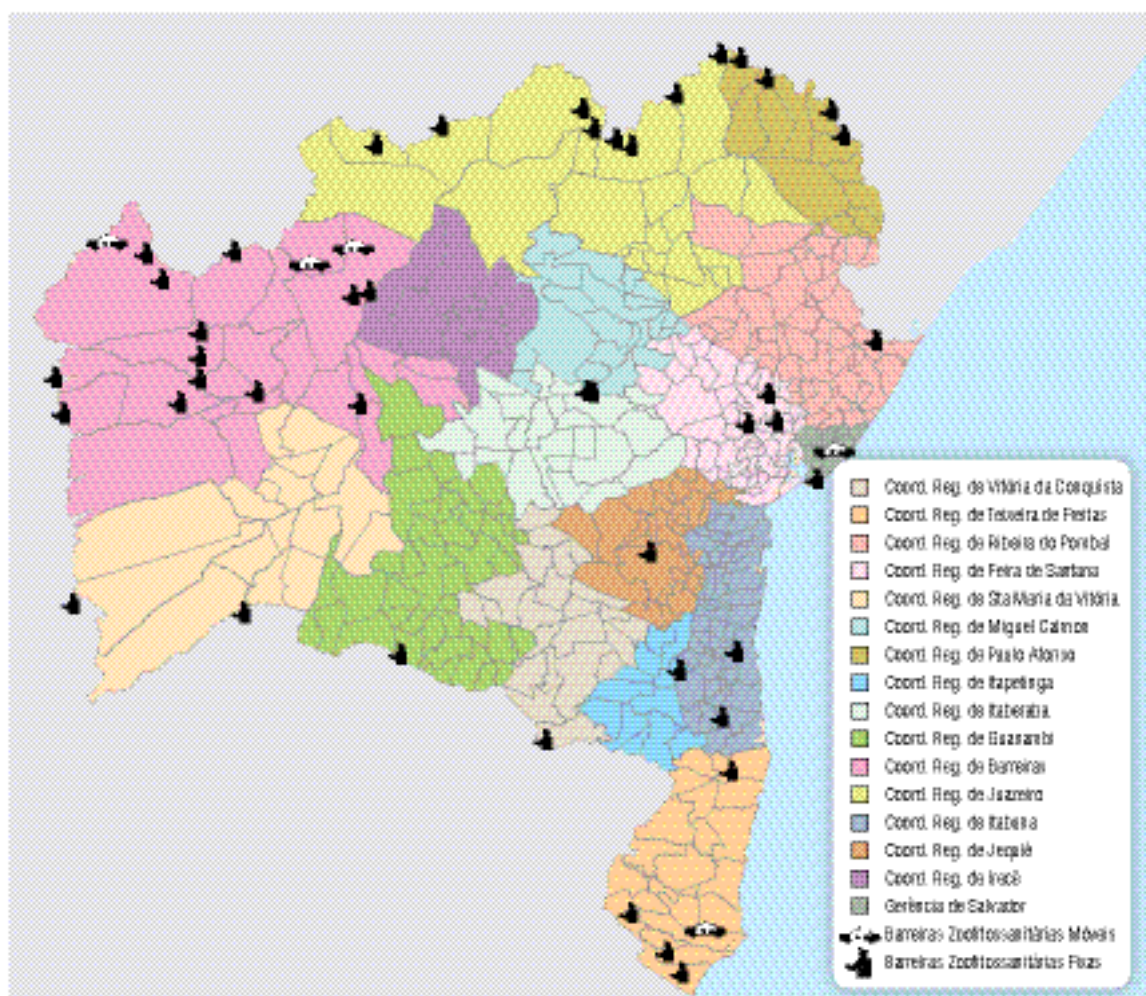 Coord. Reg. de Vitória da Conquista
Coord. Reg. de Teixeira de Freitas
Coord. Reg. de Ribeira do Pombal
Coord. Reg. de Feira de Santana
Coord. Reg. de Sta Maria da Vitória
Coord. Reg. de Miguel Calmon
Coord. Reg. de Paulo Afonso
Coord. Reg. de Itapetinga
Coord. Reg. de Itaberaba
Coord. Reg. de Guanambi
Coord. Reg. de Barreiras
Coord. Reg. de Juazeiro
Coord. Reg. de Itabuna
Coord. Reg. de Jequié
Coord. Reg. de Irecê
Gerência de Salvador
Barreiras Zoofitossanitárias Móveis
Barreiras Zoofitossanitárias Fixas